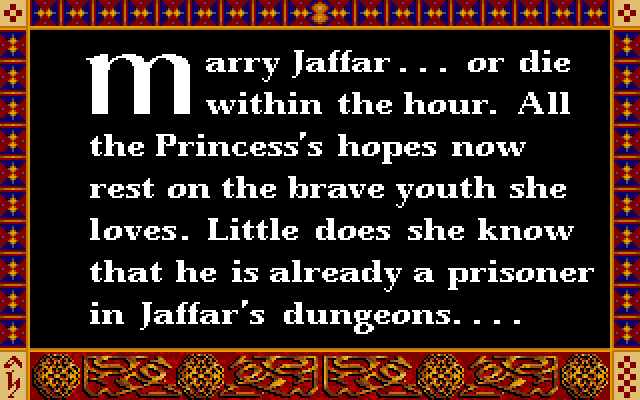 Marry Jaffar... or die
within the hour. All
the Princess's hopes now
rest on the brave youth she
loves. Little does she know
that he is already a prisoner
in Jaffar's dungeons....